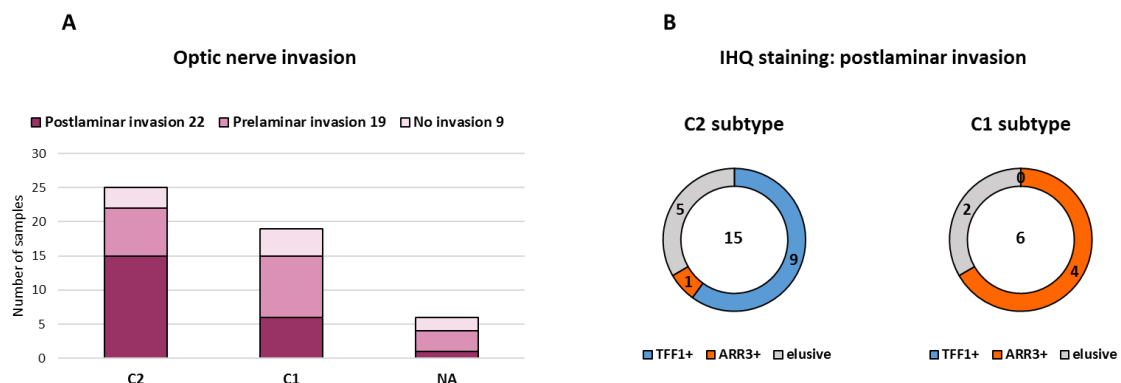 A
Optic nerve invasion
Postlaminar invasion 22 Prelaminar invasion 19 No invasion 9
30
25
20
15
10
5
0
Number of samples
C2 C1 NA
B
IHQ staining: postlaminar invasion
C2 subtype
5
15
9
1
TFF1+ ARR3+ elusive
C1 subtype
0
2
6
4
TFF1+ ARR3+ elusive